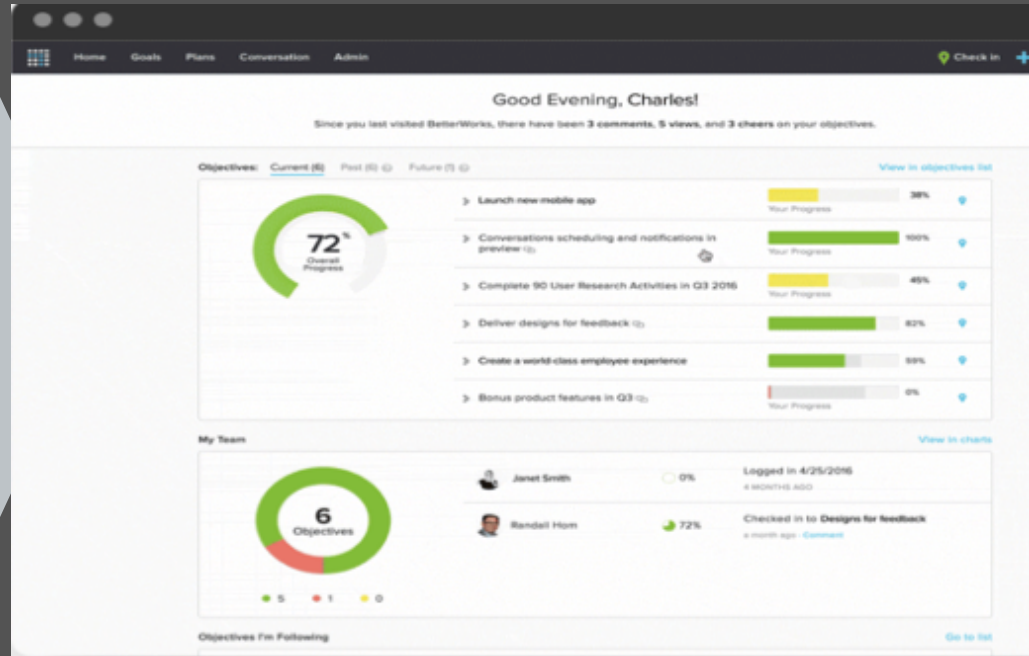 Home Goals Plans Conversation Admin Check in
Good Evening, Charles!
Since you last visited BetterWorks, there have been 3 comments, 5 views, and 3 cheers on your objectives.
Objectives: Current (6) Past (6) Future (1) View in objectives list
72%
Overall
Progress
Launch new mobile app 38%
Your Progress
Conversations scheduling and notifications in
preview 100%
Your Progress
Complete 90 User Research Activities in Q3 2016 45%
Your Progress
Deliver designs for feedback 82%
Create a world-class employee experience 59%
Bonus product features in Q3 0%
Your Progress
My Team View in charts
6
Objectives
5 1 0
Janet Smith 0% Logged in 4/25/2016
4 MONTHS AGO
Randall Horn 72% Checked in to Designs for feedback
a month ago · Comment
Objectives I'm Following Go to list